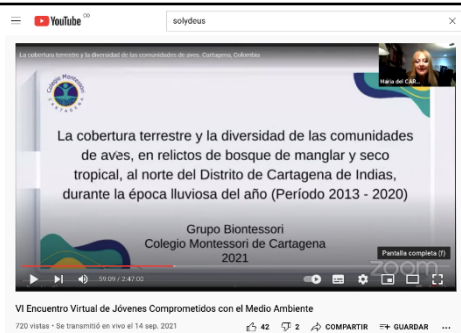 YouTube CO
solydeus
La cobertura terrestre y la diversidad de las comunidades de aves. Cartagena, Colombia
Maria del CAR...
Colegio Montessori
CARTAGENA
La cobertura terrestre y la diversidad de las comunidades
de aves, en relictos de bosque de manglar y seco
tropical, al norte del Distrito de Cartagena de Indias,
durante la época lluviosa del año (Período 2013 - 2020)
Grupo Biontessori
Colegio Montessori de Cartagena
2021
Pantalla completa (f)
zoom
59:09 / 2:47:00
VI Encuentro Virtual de Jóvenes Comprometidos con el Medio Ambiente
720 vistas • Se transmitió en vivo el 14 sep. 2021
42 2 COMPARTIR GUARDAR ...